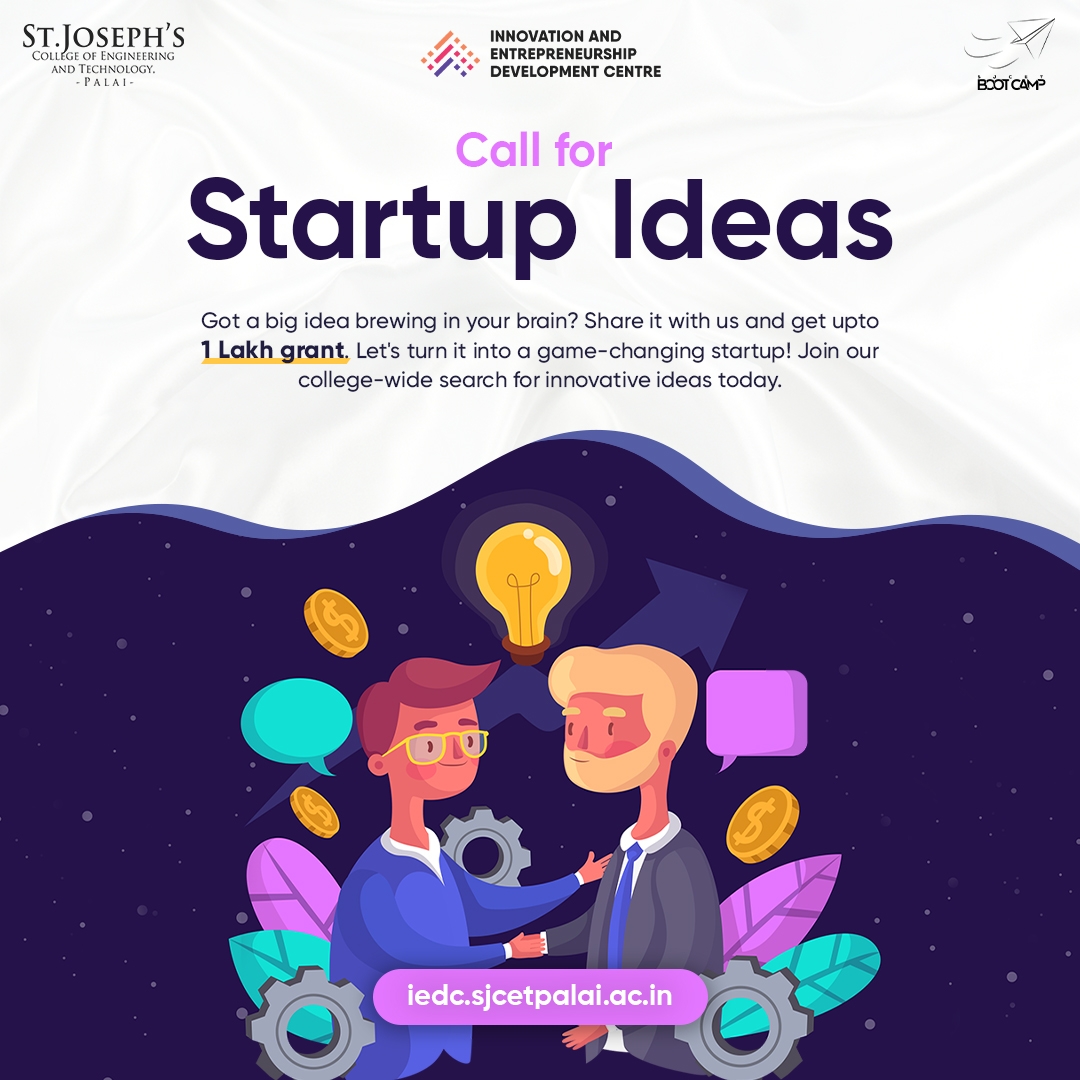 ST.JOSEPH'S
COLLEGE OF ENGINEERING
AND TECHNOLOGY.
- PALAI -
INNOVATION AND
ENTREPRENEURSHIP
DEVELOPMENT CENTRE
BOOTCAMP
Call for
Startup Ideas
Got a big idea brewing in your brain? Share it with us and get upto
1 Lakh grant. Let's turn it into a game-changing startup! Join our
college-wide search for innovative ideas today.
iedc.sjcetpalai.ac.in